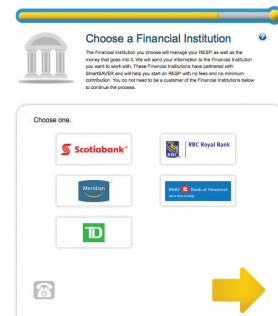 Choose a Financial Institution
The Financial Institution you choose will manage your RESP, as well as the
money that goes into it. We will send your information to the Financial Institution
you want to work with. These Financial Institutions have partnered with
SmartSAVER and will help you start an RESP with no fees and no minimum
contribution. You do not need to be a customer of the Financial Institutions below
to continue the process.
Choose one.
Scotiabank
RBC
RBC Royal Bank
Meridian
BMO Bank of Montreal
TD